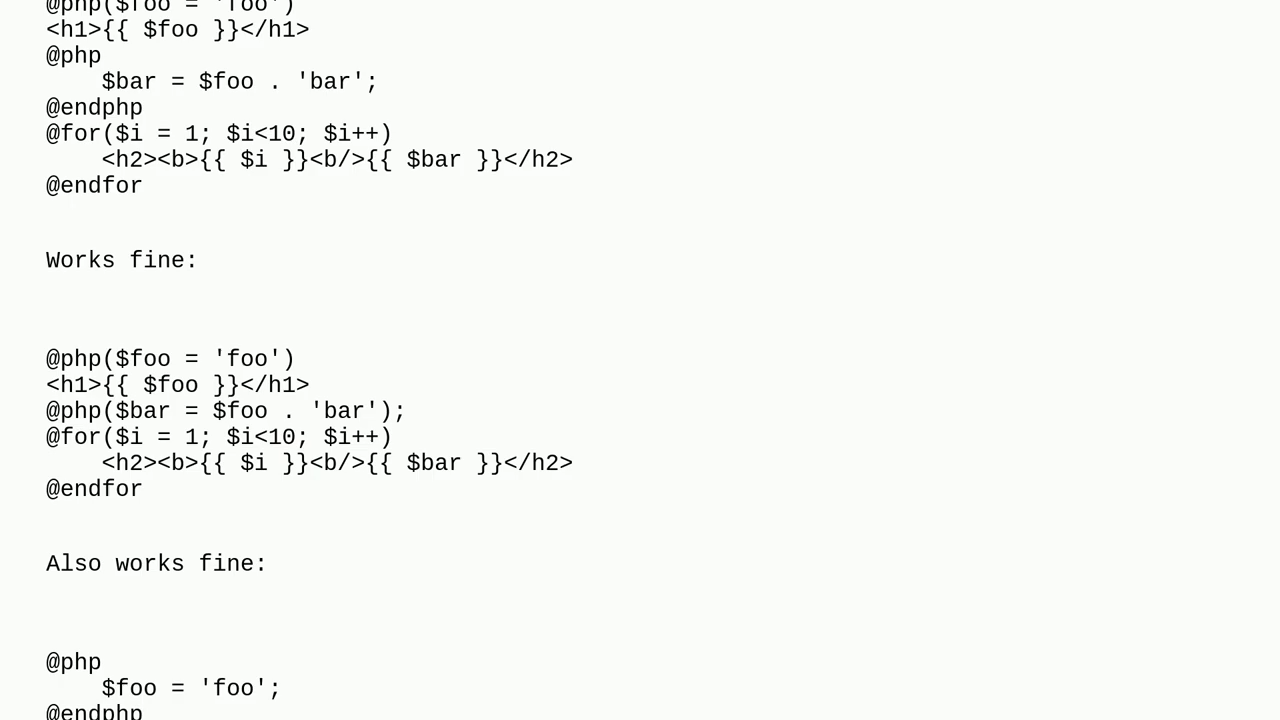 @php($foo = 'foo')
<h1>{{ $foo }}</h1>
@php
    $bar = $foo . 'bar';
@endphp
@for($i = 1; $i<10; $i++)
    <h2><b>{{ $i }}<b/>{{ $bar }}</h2>
@endfor
Works fine:
@php($foo = 'foo')
<h1>{{ $foo }}</h1>
@php($bar = $foo . 'bar');
@for($i = 1; $i<10; $i++)
    <h2><b>{{ $i }}<b/>{{ $bar }}</h2>
@endfor
Also works fine:
@php
    $foo = 'foo';
@endphp